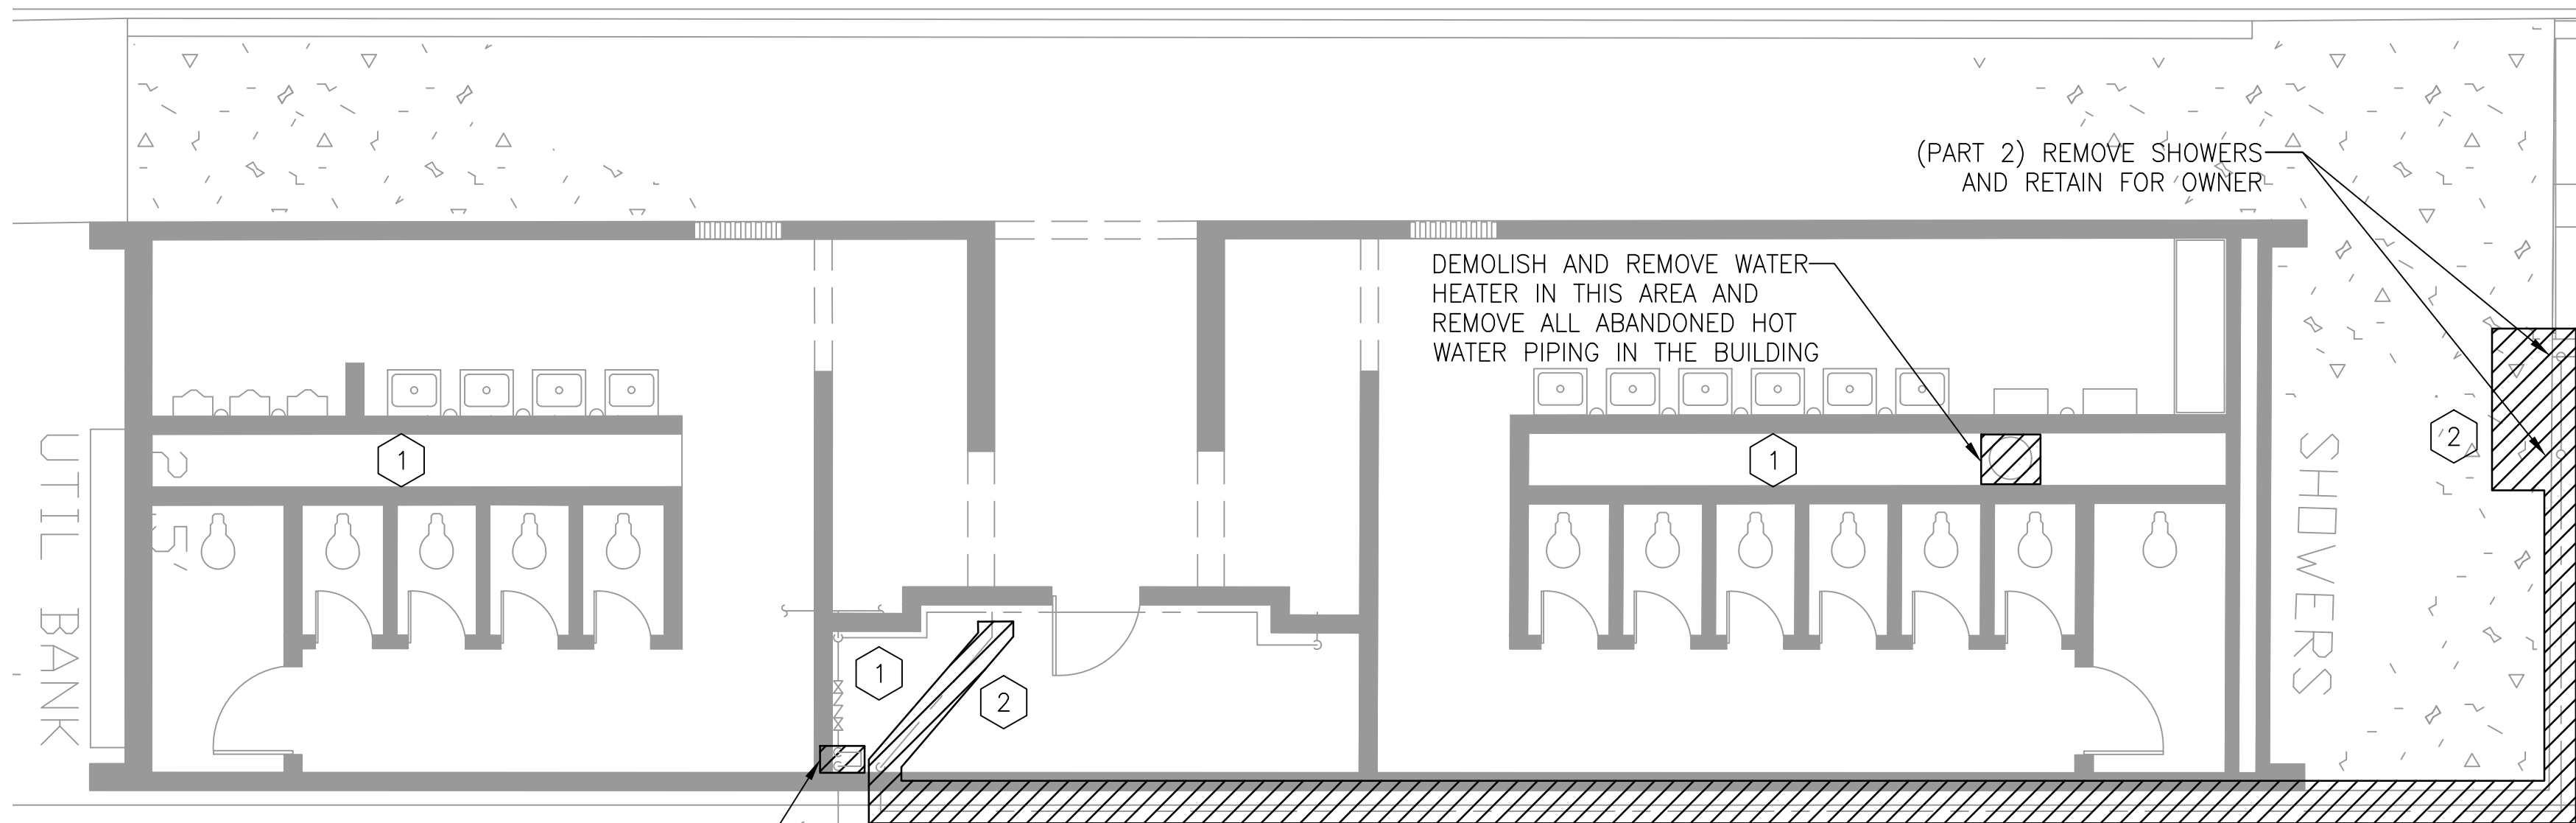 (PART 2) REMOVE SHOWERS
AND RETAIN FOR OWNER
DEMOLISH AND REMOVE WATER
HEATER IN THIS AREA AND
REMOVE ALL ABANDONED HOT
WATER PIPING IN THE BUILDING
UTIL BANK
1
1
2
SHOWERS
1
2